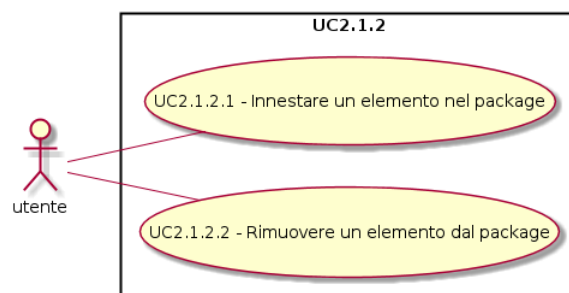 UC2.1.2
UC2.1.2.1 - Innestare un elemento nel package
utente
UC2.1.2.2 - Rimuovere un elemento dal package